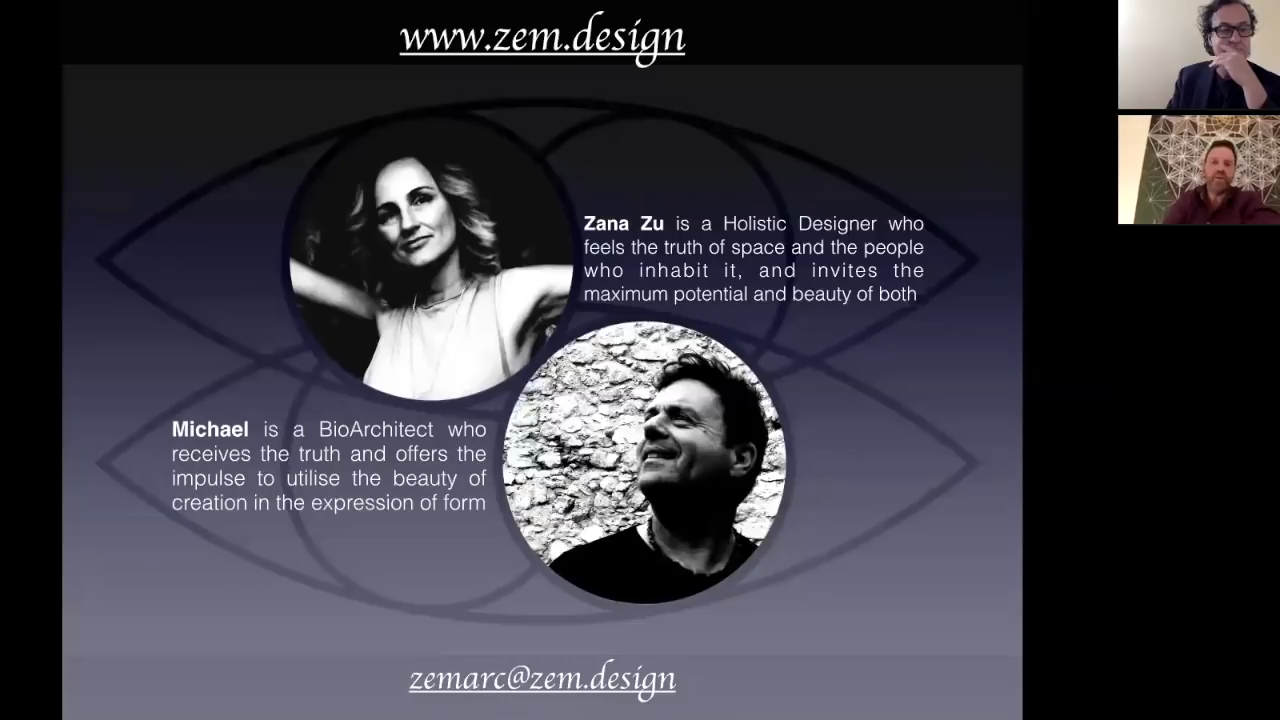 www.zem.design
Zana Zu is a Holistic Designer who
feels the truth of space and the people
who inhabit it, and invites the
maximum potential and beauty of both
Michael is a BioArchitect who
receives the truth and offers the
impulse to utilise the beauty of
creation in the expression of form
zemarc@zem.design